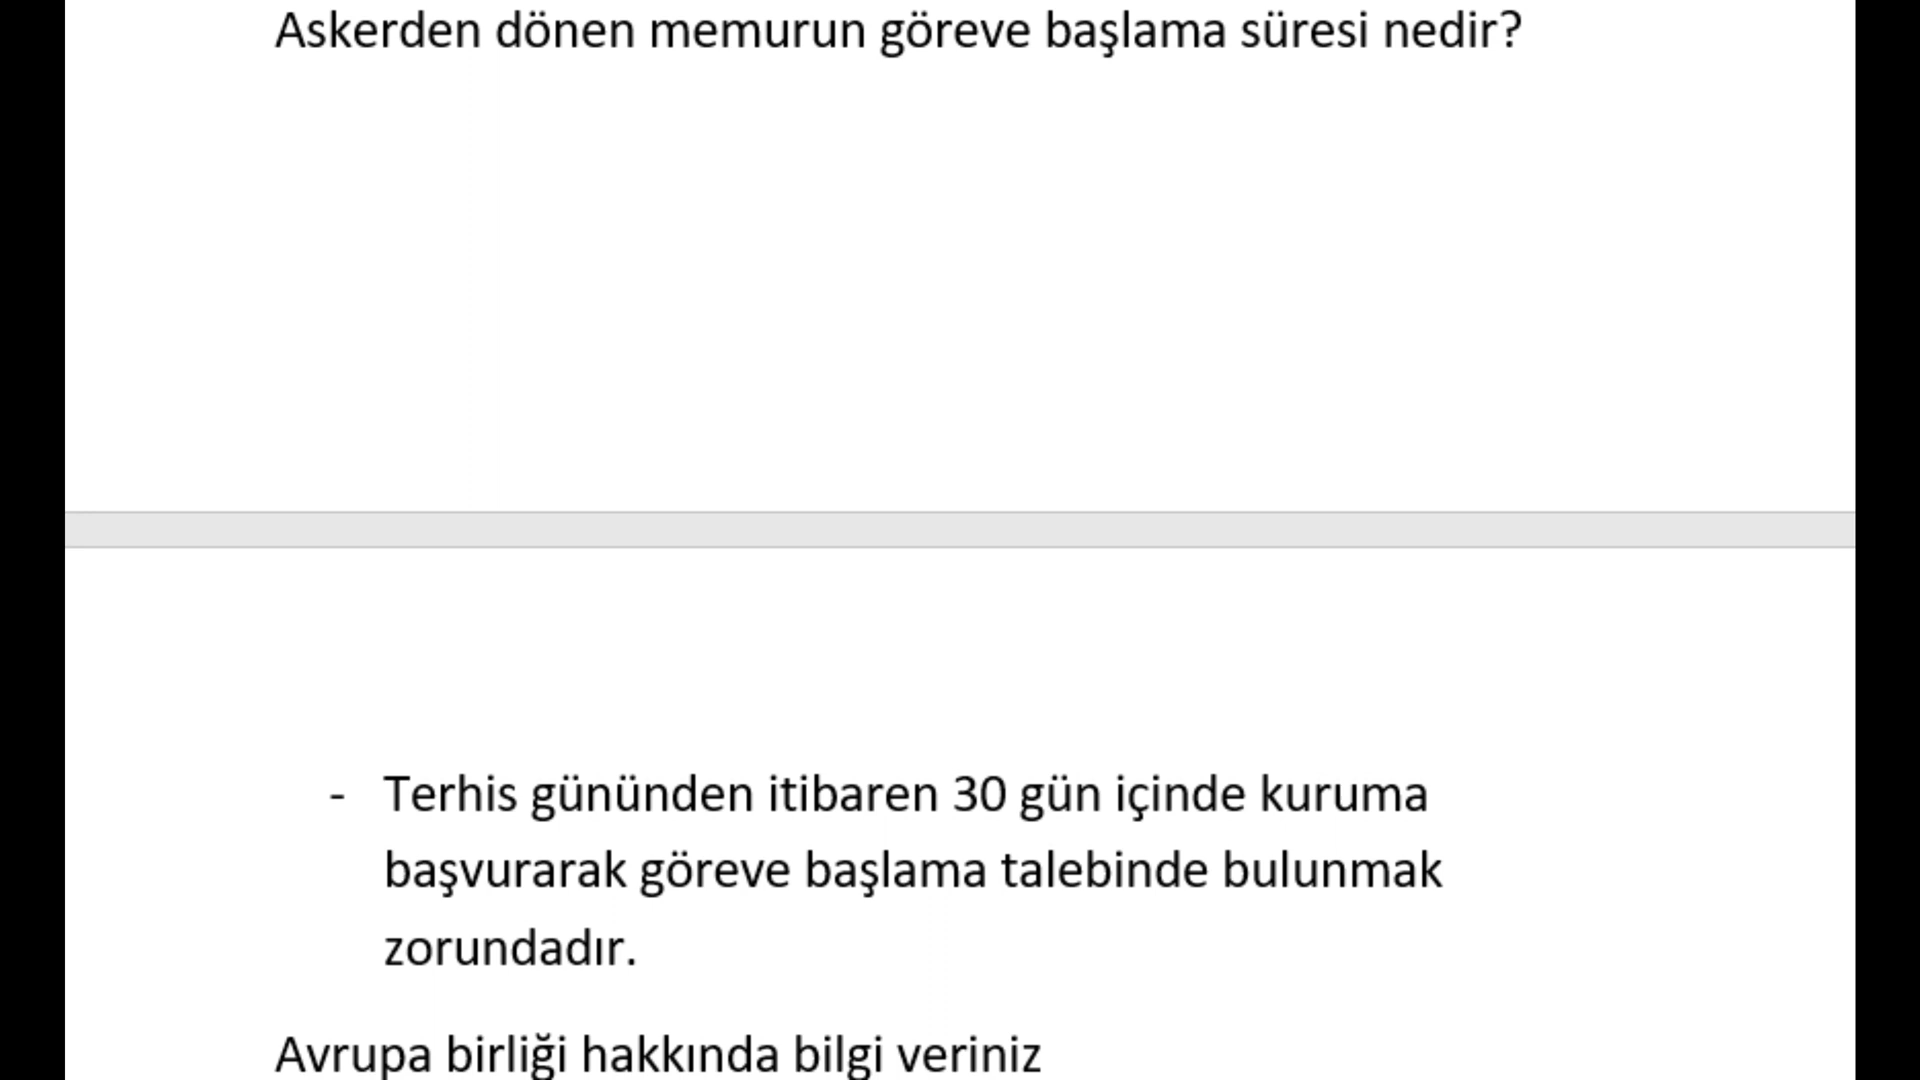 Askerden dönen memurun göreve başlama süresi nedir?
- Terhis gününden itibaren 30 gün içinde kuruma
başvurarak göreve başlama talebinde bulunmak
zorundadır.
Avrupa birliği hakkında bilgi veriniz